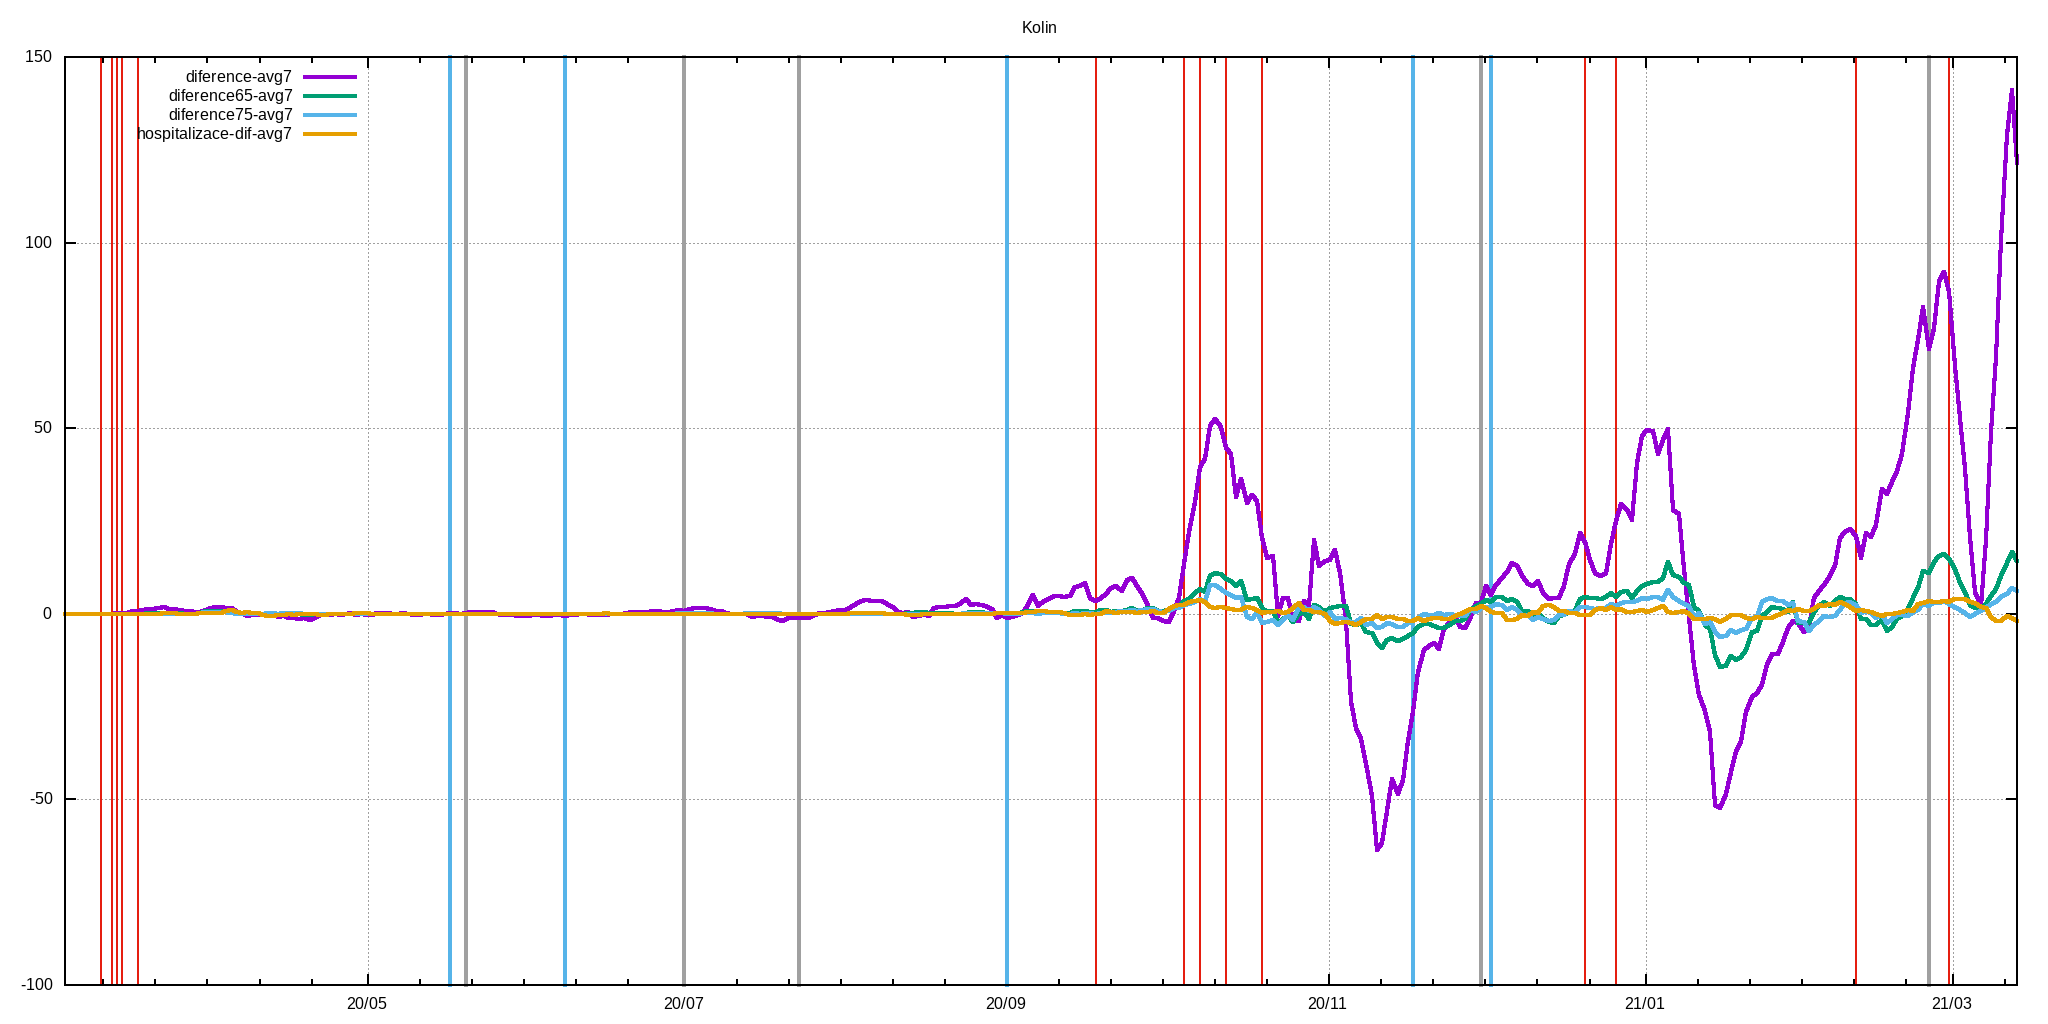 Kolin
150
100
50
0
-50
-100
diference-avg7
diference65-avg7
diference75-avg7
hospitalizace-dif-avg7
20/05 20/07 20/09 20/11 21/01 21/03